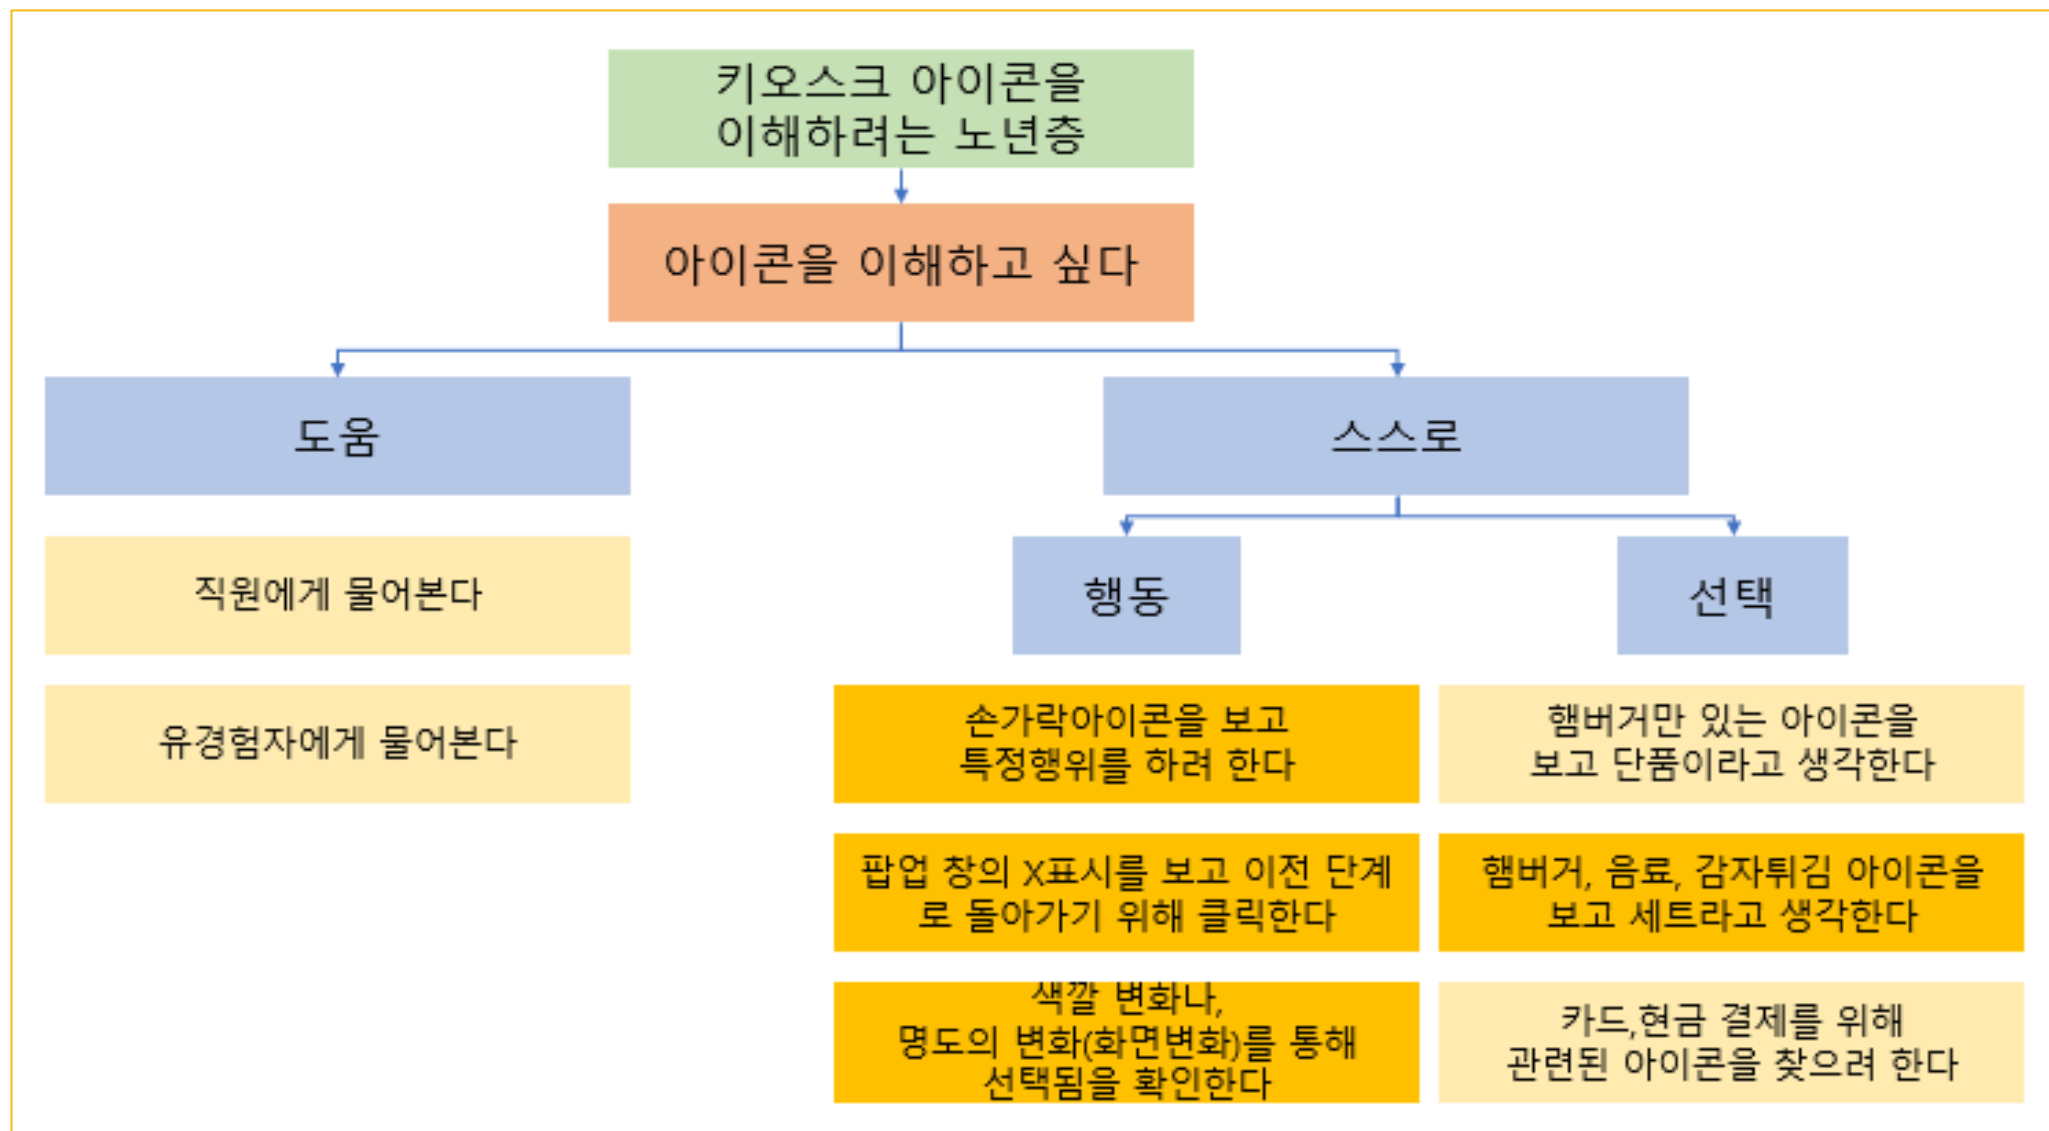 키오스크 아이콘을
이해하려는 노년층
아이콘을 이해하고 싶다
도움
스스로
직원에게 물어본다
유경험자에게 물어본다
행동
선택
손가락아이콘을 보고
특정행위를 하려 한다
팝업 창의 X표시를 보고 이전 단계
로 돌아가기 위해 클릭한다
색깔 변화나,
명도의 변화(화면변화)를 통해
선택됨을 확인한다
햄버거만 있는 아이콘을
보고 단품이라고 생각한다
햄버거, 음료, 감자튀김 아이콘을
보고 세트라고 생각한다
카드,현금 결제를 위해
관련된 아이콘을 찾으려 한다